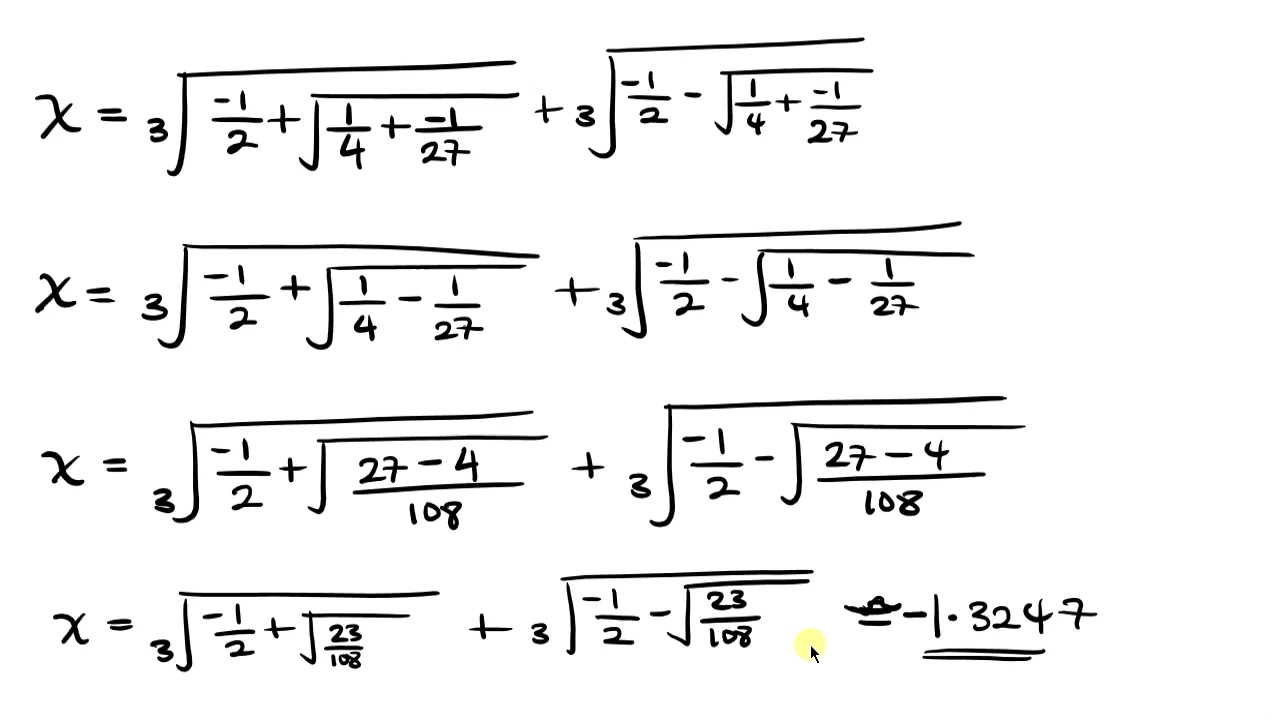 x = ∛(-1/2 + √(1/4 + -1/27)) + ∛(-1/2 - √(1/4 + -1/27))
x = ∛(-1/2 + √(1/4 - 1/27)) + ∛(-1/2 - √(1/4 - 1/27))
x = ∛(-1/2 + √((27 - 4)/108)) + ∛(-1/2 - √((27 - 4)/108))
x = ∛(-1/2 + √(23/108)) + ∛(-1/2 - √(23/108)) = -1.3247